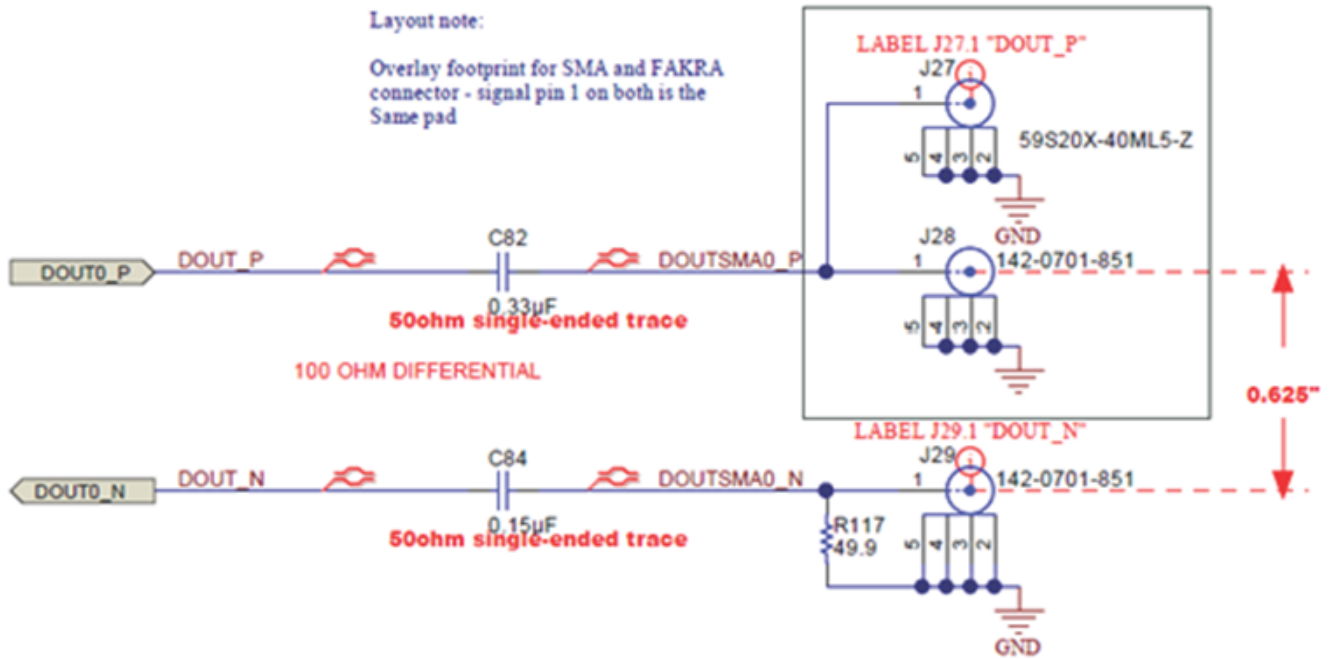 Layout note:
Overlay footprint for SMA and FAKRA
connector - signal pin 1 on both is the
Same pad
LABEL J27.1 "DOUT_P"
J27
1
59S20X-40ML5-Z
5 4 3 2
GND
DOUT0_P
DOUT_P
C82
0.33µF
DOUTSMA0_P
J28
1
142-0701-851
5 4 3 2
50ohm single-ended trace
100 OHM DIFFERENTIAL
0.625"
LABEL J29.1 "DOUT_N"
J29
1
142-0701-851
DOUT0_N
DOUT_N
C84
0.15µF
DOUTSMA0_N
50ohm single-ended trace
R117
49.9
5 4 3 2
GND